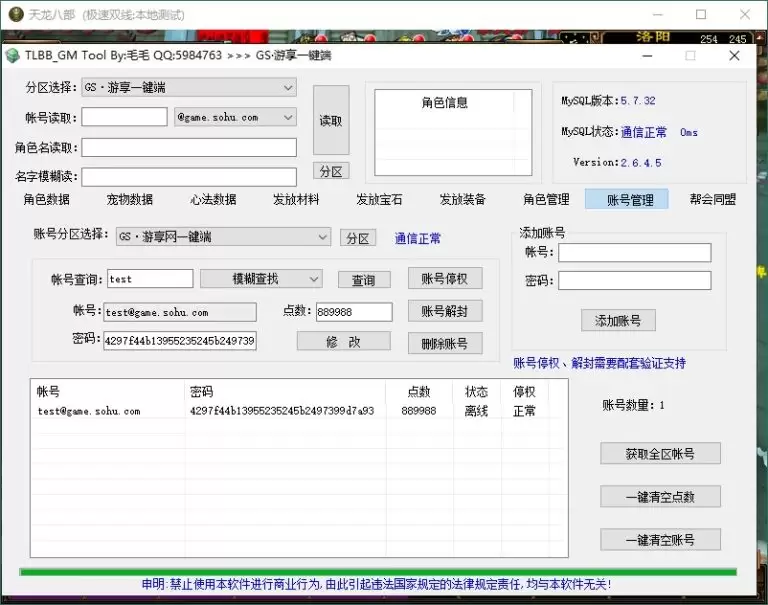 天龙八部 (极速双线:本地测试)
洛阳 254 245
TLBB_GM Tool By:毛毛 QQ:5984763 >>> GS·游享一键端
分区选择: GS·游享一键端
帐号读取: @game.sohu.com
读取
角色名读取:
名字模糊读:
分区
角色信息
MySQL版本:5.7.32
MySQL状态:通信正常 0ms
Version:2.6.4.5
角色数据 宠物数据 心法数据 发放材料 发放宝石 发放装备 角色管理 账号管理 帮会同盟
账号分区选择: GS·游享网一键端 分区 通信正常
帐号查询: test 模糊查找 查询 账号停权
帐号: test@game.sohu.com 点数: 889988 账号解封
密码: 4297f44b13955235245b249739 修 改 删除账号
添加账号
帐号:
密码:
添加账号
账号停权、解封需要配套验证支持
帐号 密码 点数 状态 停权
test@game.sohu.com 4297f44b13955235245b2497399d7a93 889988 离线 正常
账号数量: 1
获取全区帐号
一键清空点数
一键清空账号
申明:禁止使用本软件进行商业行为,由此引起违法国家规定的法律规定责任,均与本软件无关!